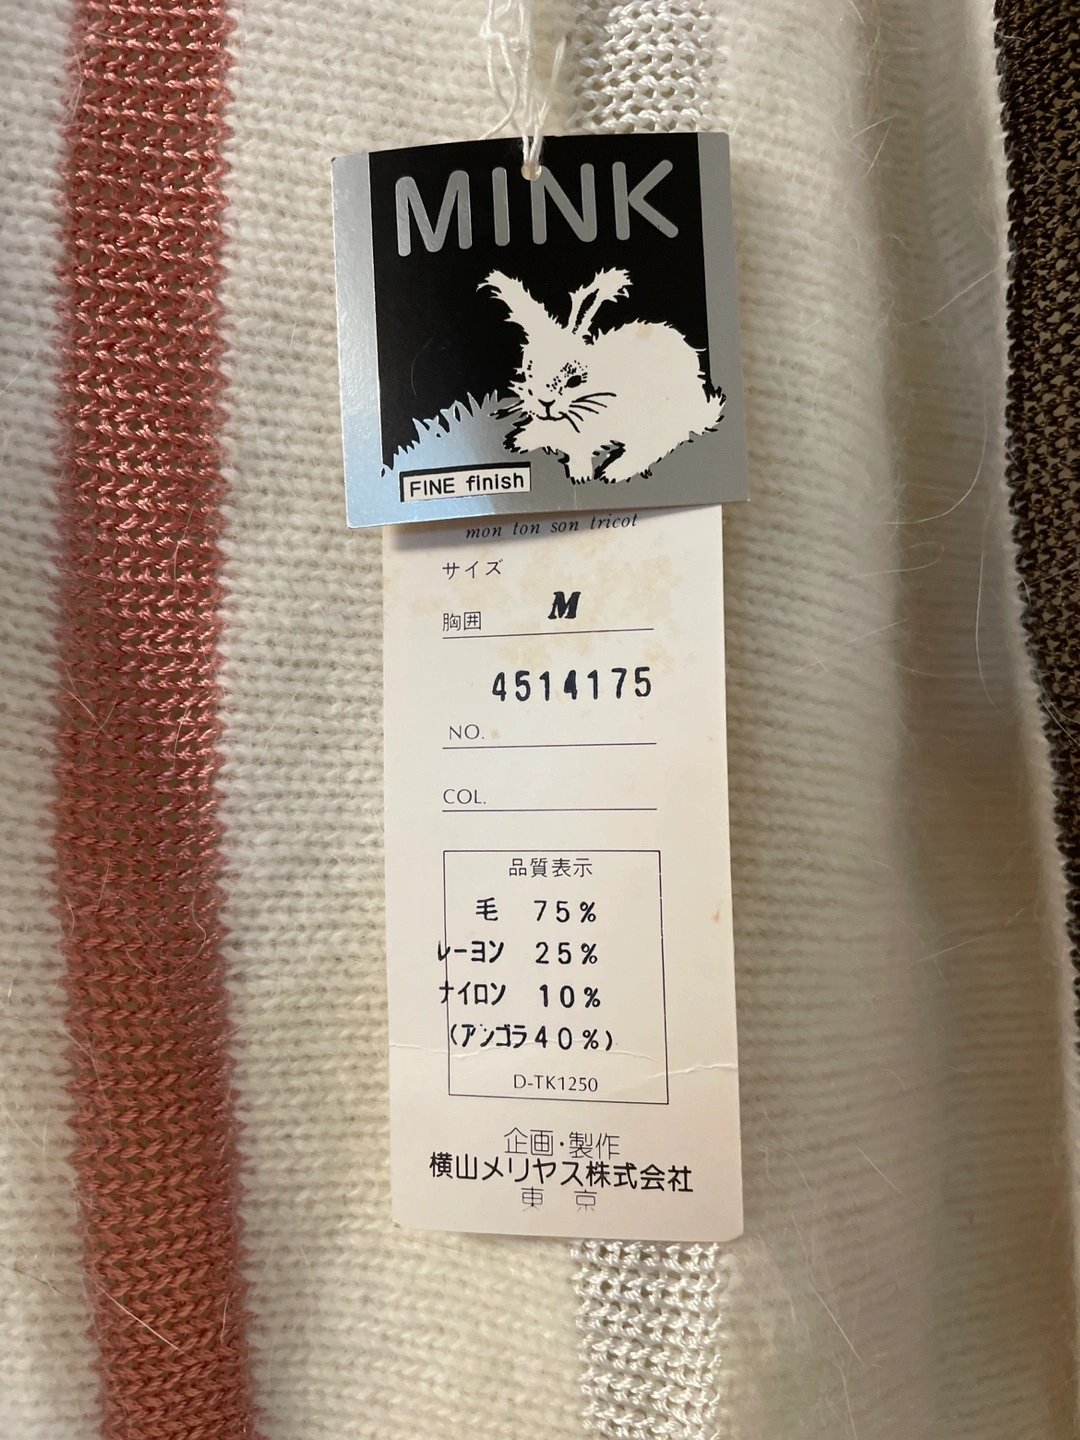 MINK
FINE finish
mon ton son tricot
サイズ
胸囲 M
4514175
NO.
COL.
品質表示
毛 75%
レーヨン 25%
ナイロン 10%
(アンゴラ40%)
D-TK1250
企画・製作
横山メリヤス株式会社
東京